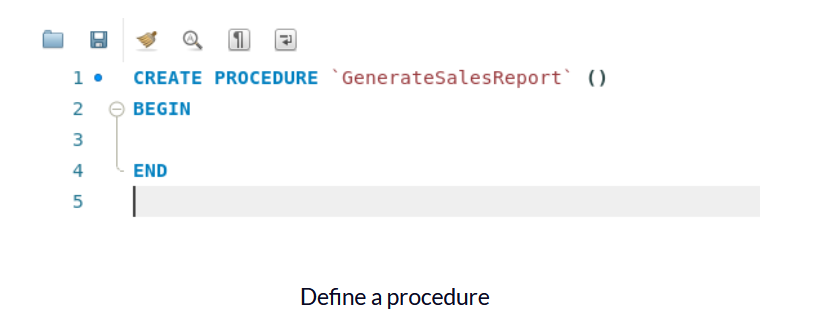 1 CREATE PROCEDURE `GenerateSalesReport` ()
2 BEGIN
3
4 END
5
Define a procedure